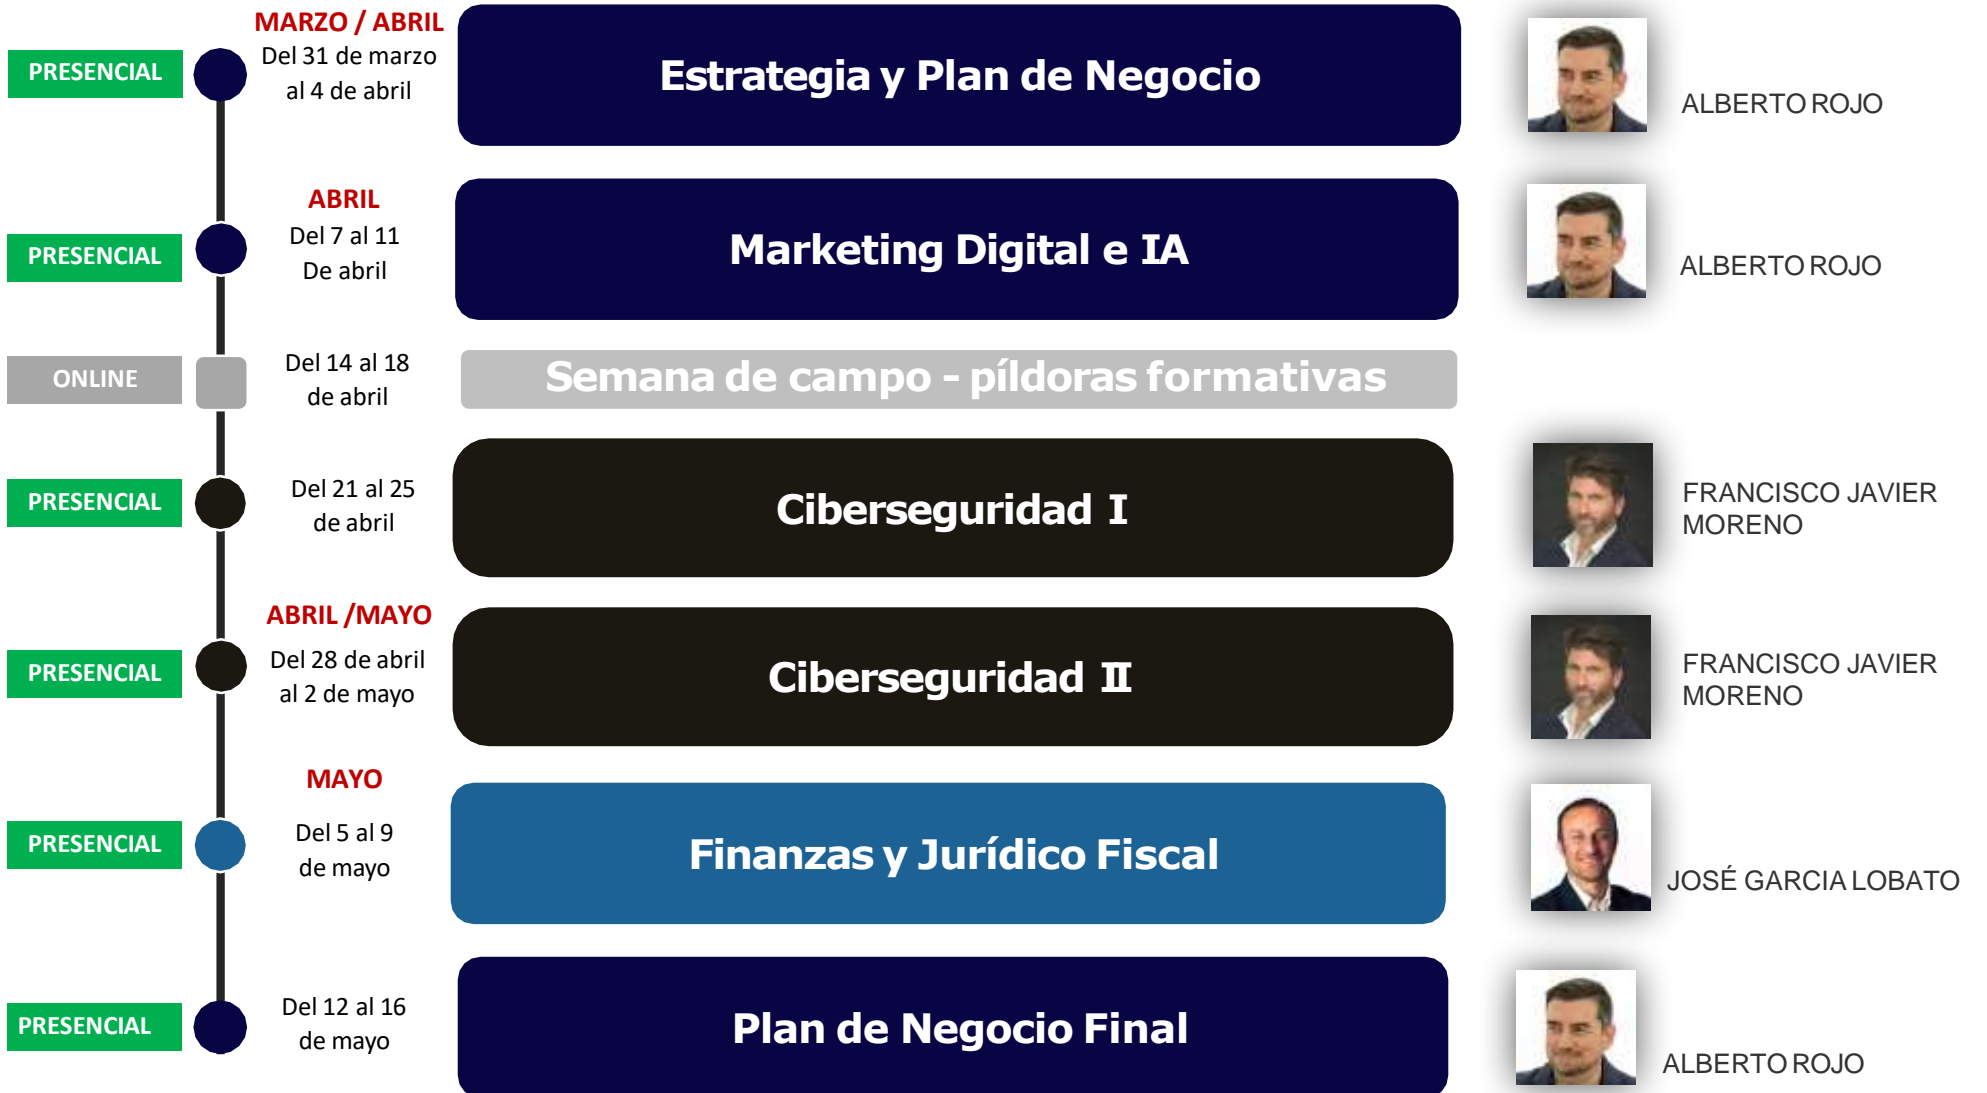 MARZO / ABRIL
PRESENCIAL
Del 31 de marzo
al 4 de abril
Estrategia y Plan de Negocio
ALBERTO ROJO
ABRIL
PRESENCIAL
Del 7 al 11
De abril
Marketing Digital e IA
ALBERTO ROJO
ONLINE
Del 14 al 18
de abril
Semana de campo - píldoras formativas
PRESENCIAL
Del 21 al 25
de abril
Ciberseguridad I
FRANCISCO JAVIER
MORENO
ABRIL /MAYO
PRESENCIAL
Del 28 de abril
al 2 de mayo
Ciberseguridad II
FRANCISCO JAVIER
MORENO
MAYO
PRESENCIAL
Del 5 al 9
de mayo
Finanzas y Jurídico Fiscal
JOSÉ GARCIA LOBATO
PRESENCIAL
Del 12 al 16
de mayo
Plan de Negocio Final
ALBERTO ROJO